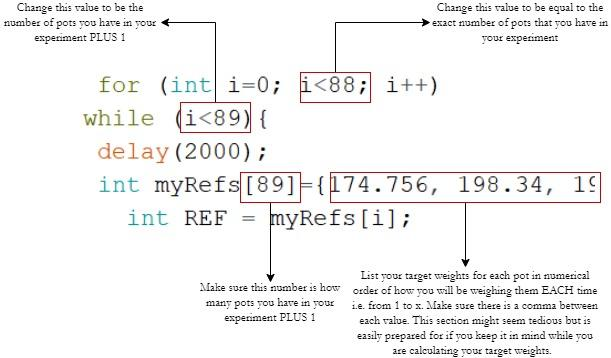 Change this value to be the
number of pots you have in your
experiment PLUS 1
Change this value to be equal to the
exact number of pots that you have in
your experiment
for (int i=0; i<88; i++)
while (i<89){
delay(2000);
int myRefs[89]={174.756, 198.34, 19
int REF = myRefs[i];
Make sure this number is how
many pots you have in your
experiment PLUS 1
List your target weights for each pot in numerical
order of how you will be weighing them EACH time
i.e. from 1 to x. Make sure there is a comma between
each value. This section might seem tedious but is
easily prepared for if you keep it in mind while you
are calculating your target weights.